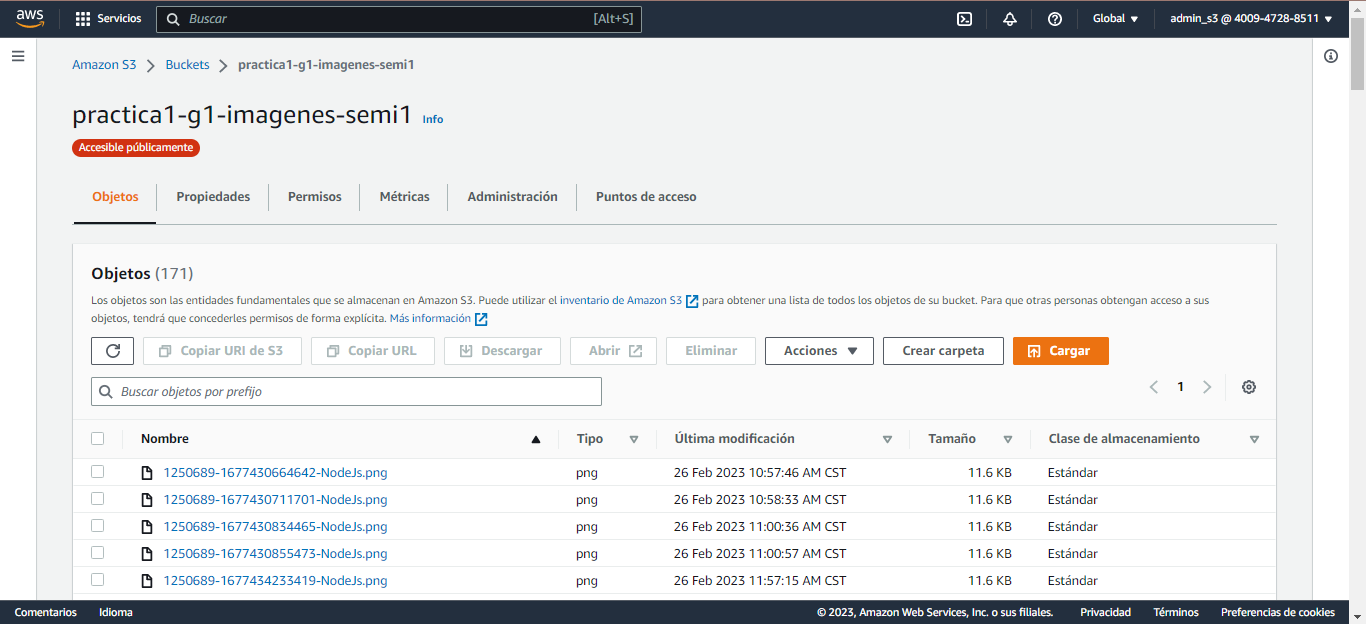 aws Servicios Buscar [Alt+S] Global admin_s3 @ 4009-4728-8511
Amazon S3 Buckets practica1-g1-imagenes-semi1
practica1-g1-imagenes-semi1 Info
Accesible públicamente
Objetos Propiedades Permisos Métricas Administración Puntos de acceso
Objetos (171)
Los objetos son las entidades fundamentales que se almacenan en Amazon S3. Puede utilizar el inventario de Amazon S3 para obtener una lista de todos los objetos de su bucket. Para que otras personas obtengan acceso a sus
objetos, tendrá que concederles permisos de forma explícita. Más información
Copiar URI de S3 Copiar URL Descargar Abrir Eliminar Acciones Crear carpeta Cargar
Buscar objetos por prefijo 1
Nombre Tipo Última modificación Tamaño Clase de almacenamiento
1250689-1677430664642-NodeJs.png png 26 Feb 2023 10:57:46 AM CST 11.6 KB Estándar
1250689-1677430711701-NodeJs.png png 26 Feb 2023 10:58:33 AM CST 11.6 KB Estándar
1250689-1677430834465-NodeJs.png png 26 Feb 2023 11:00:36 AM CST 11.6 KB Estándar
1250689-1677430855473-NodeJs.png png 26 Feb 2023 11:00:57 AM CST 11.6 KB Estándar
1250689-1677434233419-NodeJs.png png 26 Feb 2023 11:57:15 AM CST 11.6 KB Estándar
Comentarios Idioma © 2023, Amazon Web Services, Inc. o sus filiales. Privacidad Términos Preferencias de cookies